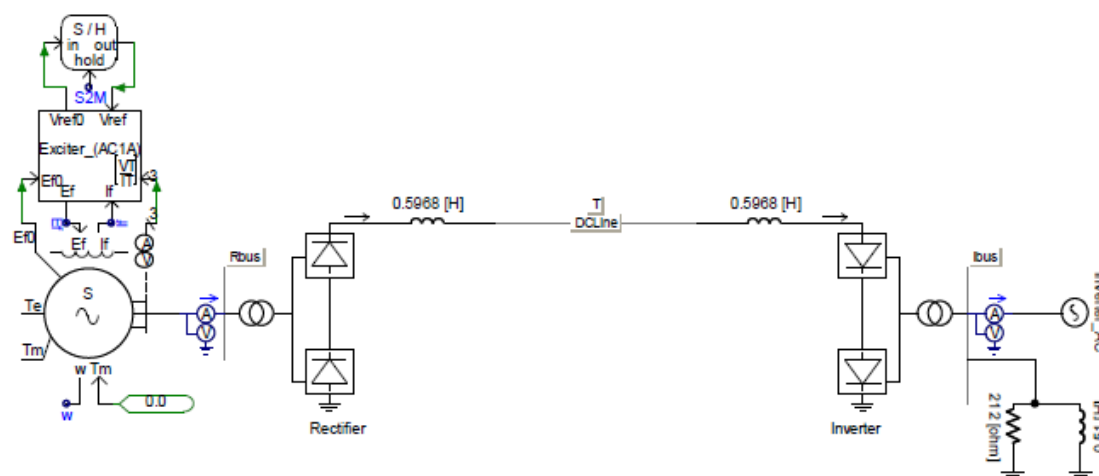 S / H
in out
hold
S2M
Vref0 Vref
Exciter_(AC1A)
VT
IT 3
Ef0
Ef If
3
Ef0
Ef If
A
V
S
Te
Tm
w Tm
w
0.0
A
V
Rbus
0.5968 [H]
T
DCLine
0.5968 [H]
Rectifier
Inverter
Ibus
A
V
212 [ohm]